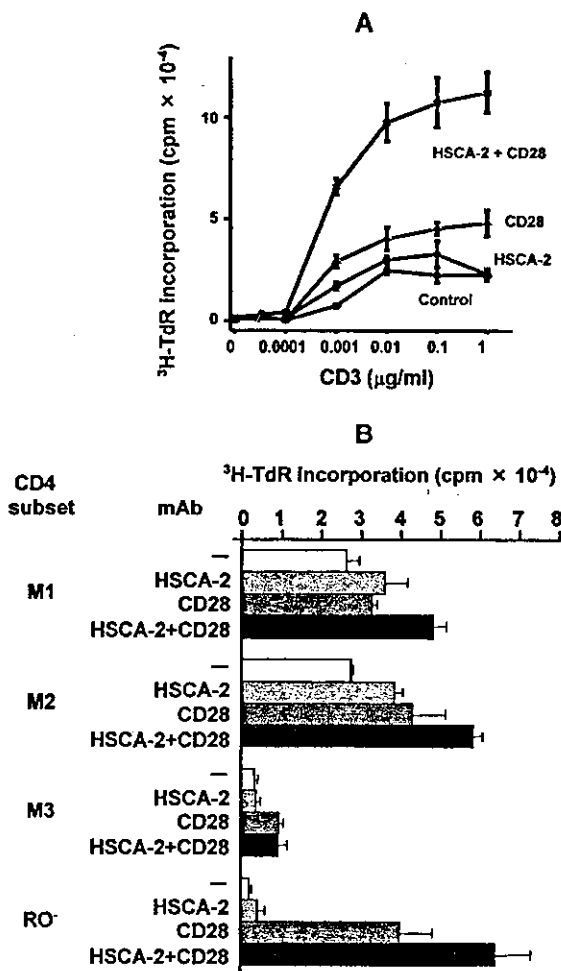 A
³H-TdR incorporation (cpm × 10⁻⁴)
10
5
0
HSCA-2 + CD28
CD28
HSCA-2
Control
0 0.0001 0.001 0.01 0.1 1
CD3 (µg/ml)
B
³H-TdR incorporation (cpm × 10⁻⁴)
CD4
subset mAb
0 1 2 3 4 5 6 7 8
M1
—
HSCA-2
CD28
HSCA-2+CD28
M2
—
HSCA-2
CD28
HSCA-2+CD28
M3
—
HSCA-2
CD28
HSCA-2+CD28
RO⁻
—
HSCA-2
CD28
HSCA-2+CD28